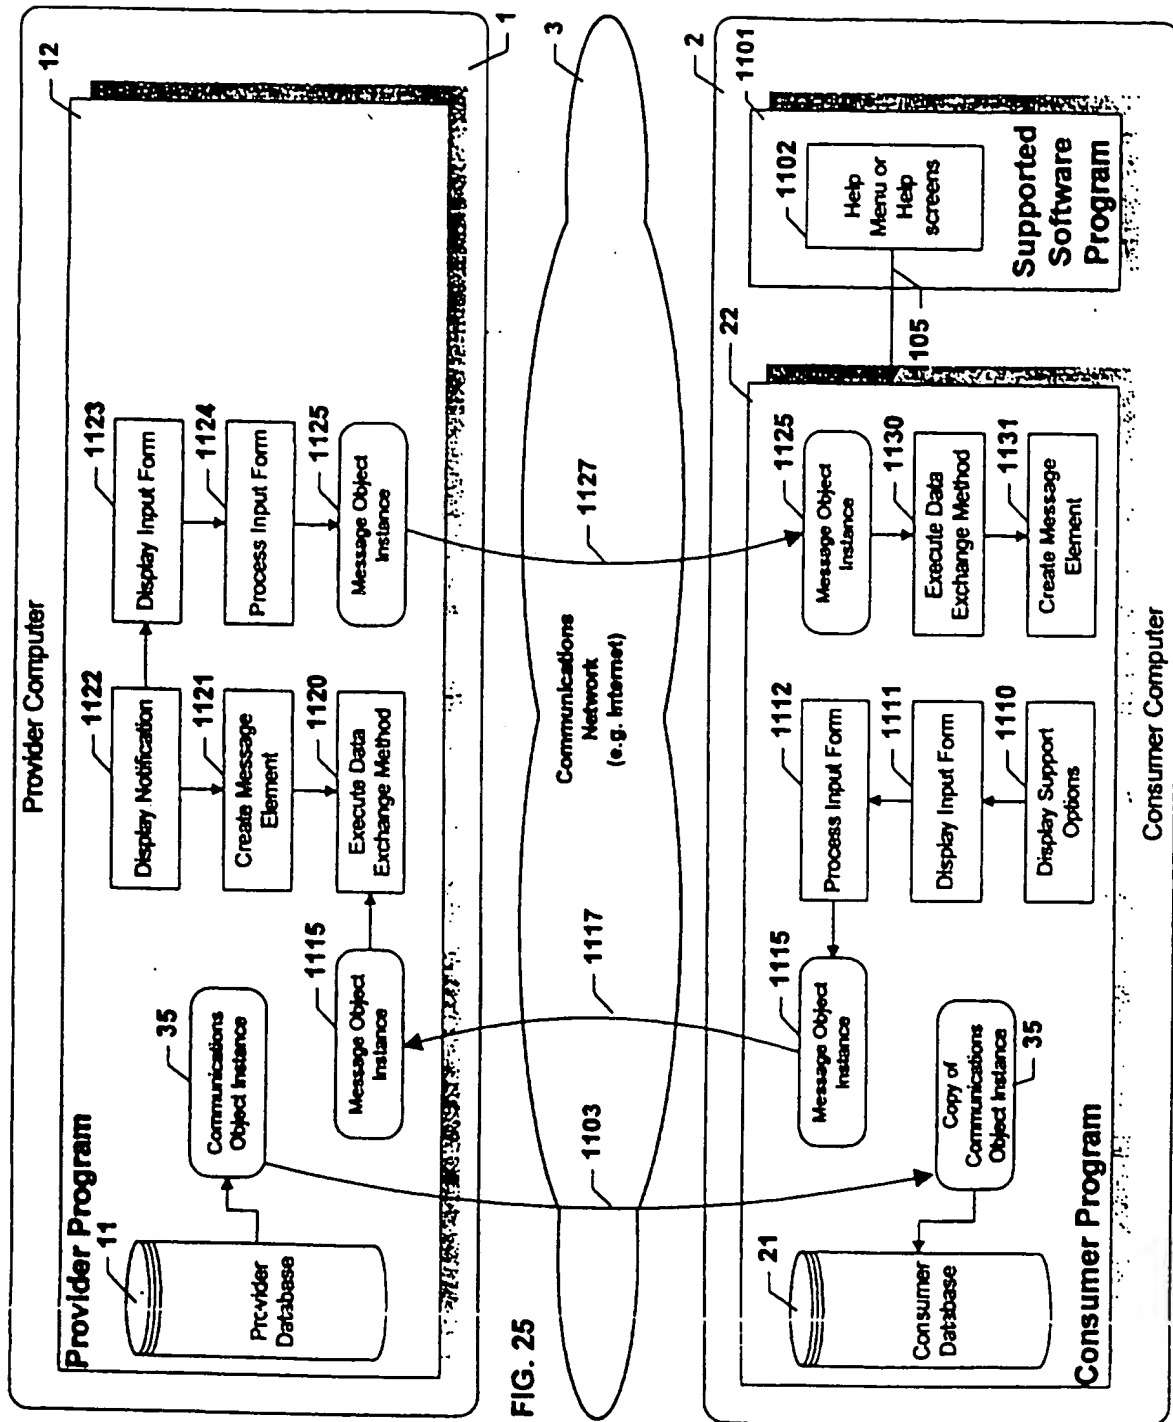 Provider Computer
1
12
Provider Program
11
Provider
Database
35
Communications
Object Instance
1115
Message Object
Instance
1122
Display Notification
1121
Create Message
Element
1120
Execute Data
Exchange Method
1123
Display Input Form
1124
Process Input Form
1125
Message Object
Instance
FIG. 25
3
1103
1117
1127
Communications
Network
(e.g. Internet)
2
22
21
Consumer
Database
Copy of
Communications
Object Instance
35
1115
Message Object
Instance
1112
Process Input Form
1111
Display Input Form
1110
Display Support
Options
1125
Message Object
Instance
1130
Execute Data
Exchange Method
1131
Create Message
Element
105
1101
1102
Help
Menu or
Help
screens
Supported
Software
Program
Consumer Program
Consumer Computer